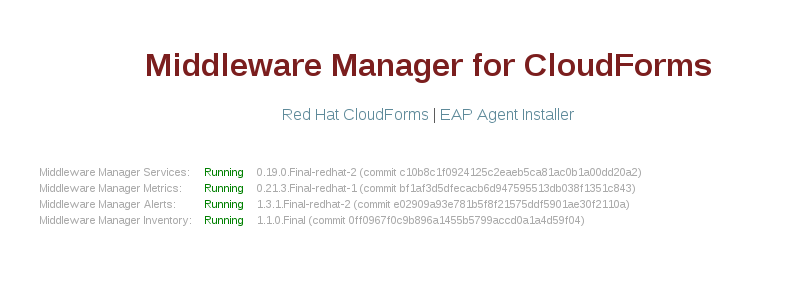 Middleware Manager for CloudForms
Red Hat CloudForms | EAP Agent Installer
Middleware Manager Services: Running 0.19.0.Final-redhat-2 (commit c10b8c1f0924125c2eaeb5ca81ac0b1a00dd20a2)
Middleware Manager Metrics: Running 0.21.3.Final-redhat-1 (commit bf1af3d5dfecacb6d947595513db038f1351c843)
Middleware Manager Alerts: Running 1.3.1.Final-redhat-2 (commit e02909a93e781b5f8f21575ddf5901ae30f2110a)
Middleware Manager Inventory: Running 1.1.0.Final (commit 0ff0967f0c9b896a1455b5799accd0a1a4d59f04)